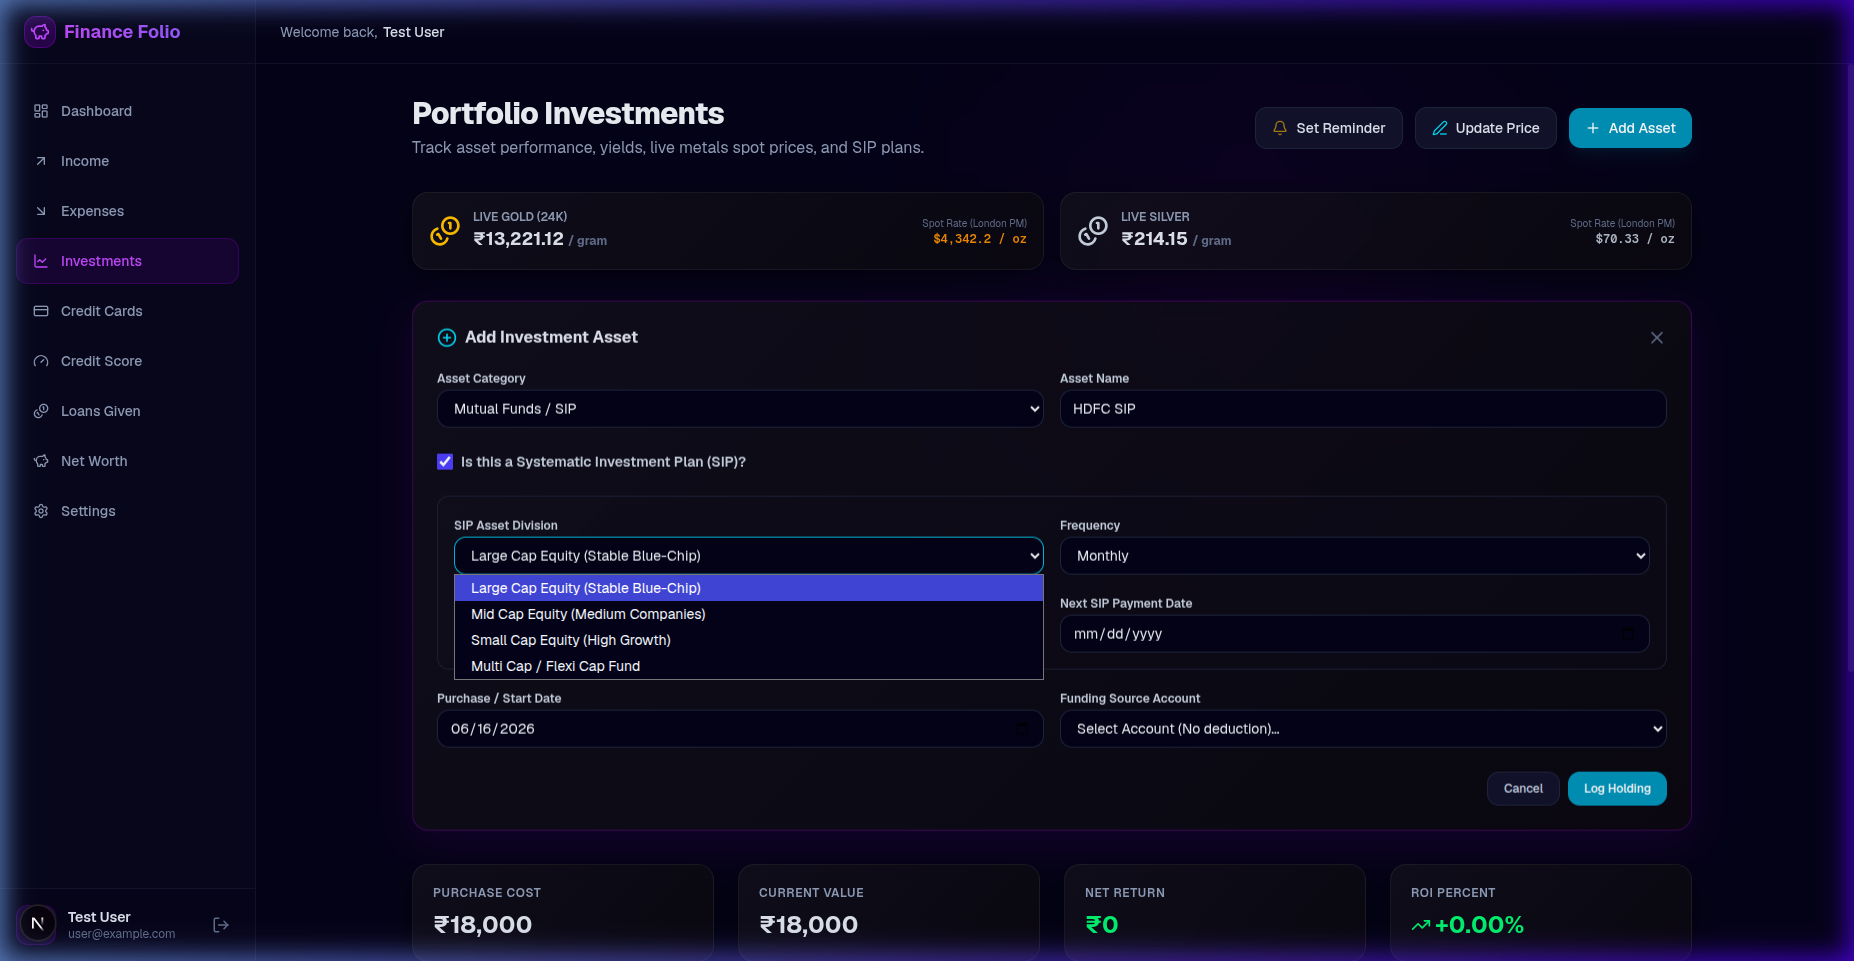 Finance Folio
Welcome back, Test User
Dashboard
Income
Expenses
Investments
Credit Cards
Credit Score
Loans Given
Net Worth
Settings
Test User
user@example.com
N
Portfolio Investments
Track asset performance, yields, live metals spot prices, and SIP plans.
Set Reminder
Update Price
Add Asset
LIVE GOLD (24K)
₹13,221.12 / gram
Spot Rate (London PM)
$4,342.2 / oz
LIVE SILVER
₹214.15 / gram
Spot Rate (London PM)
$70.33 / oz
Add Investment Asset
Asset Category
Mutual Funds / SIP
Asset Name
HDFC SIP
Is this a Systematic Investment Plan (SIP)?
SIP Asset Division
Large Cap Equity (Stable Blue-Chip)
Large Cap Equity (Stable Blue-Chip)
Mid Cap Equity (Medium Companies)
Small Cap Equity (High Growth)
Multi Cap / Flexi Cap Fund
Frequency
Monthly
Next SIP Payment Date
mm/dd/yyyy
Purchase / Start Date
06/16/2026
Funding Source Account
Select Account (No deduction)...
Cancel
Log Holding
PURCHASE COST
₹18,000
CURRENT VALUE
₹18,000
NET RETURN
₹0
ROI PERCENT
+0.00%